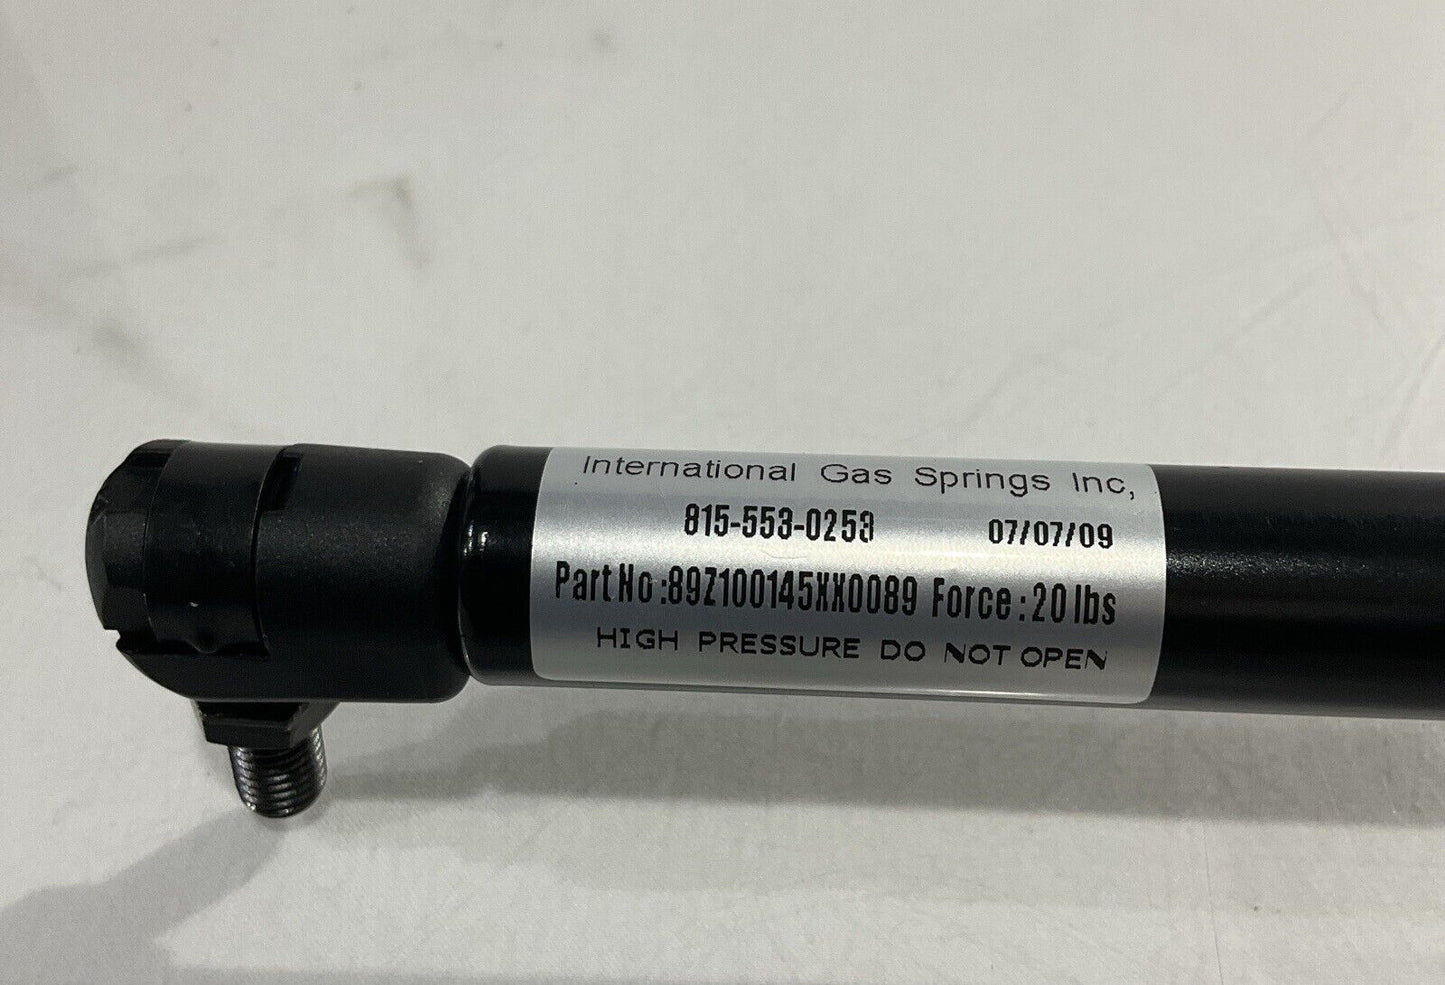 International Gas Springs Inc,
815-553-0253 07/07/09
Part No:89Z100145XX0089 Force:20 lbs
HIGH PRESSURE DO NOT OPEN